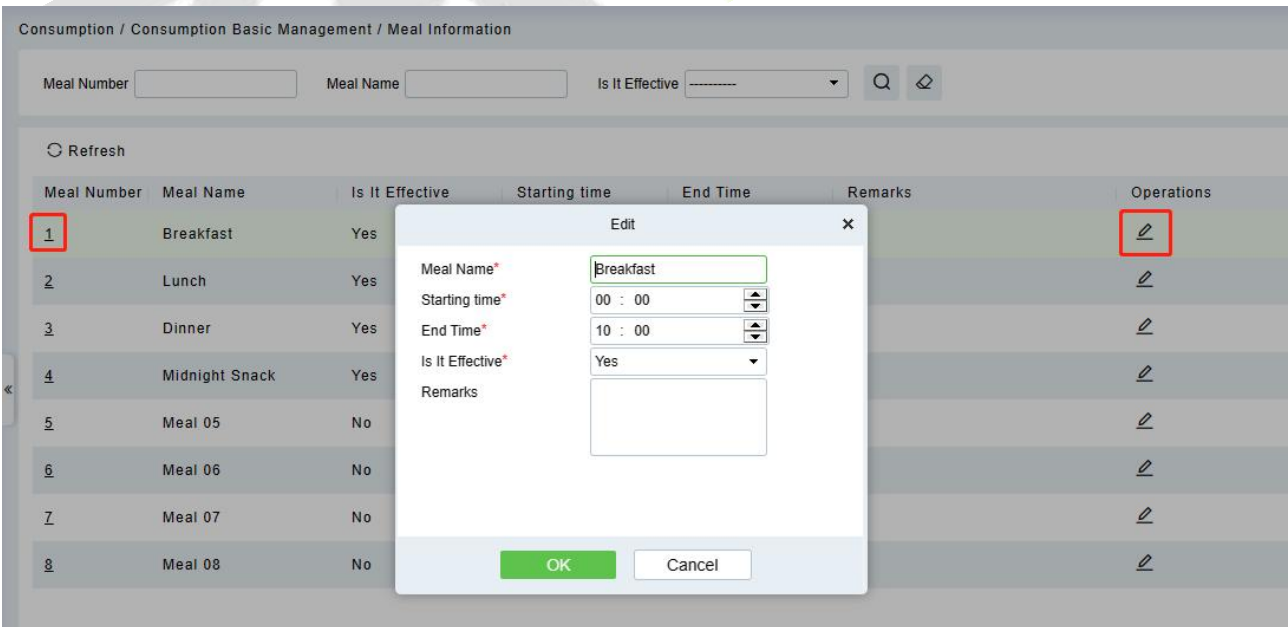 Consumption / Consumption Basic Management / Meal Information
Meal Number Meal Name Is It Effective ----------
Refresh
Meal Number Meal Name Is It Effective Starting time End Time Remarks Operations
1 Breakfast Yes
2 Lunch Yes
3 Dinner Yes
4 Midnight Snack Yes
5 Meal 05 No
6 Meal 06 No
7 Meal 07 No
8 Meal 08 No
Edit ×
Meal Name* Breakfast
Starting time* 00 : 00
End Time* 10 : 00
Is It Effective* Yes
Remarks
OK Cancel
«